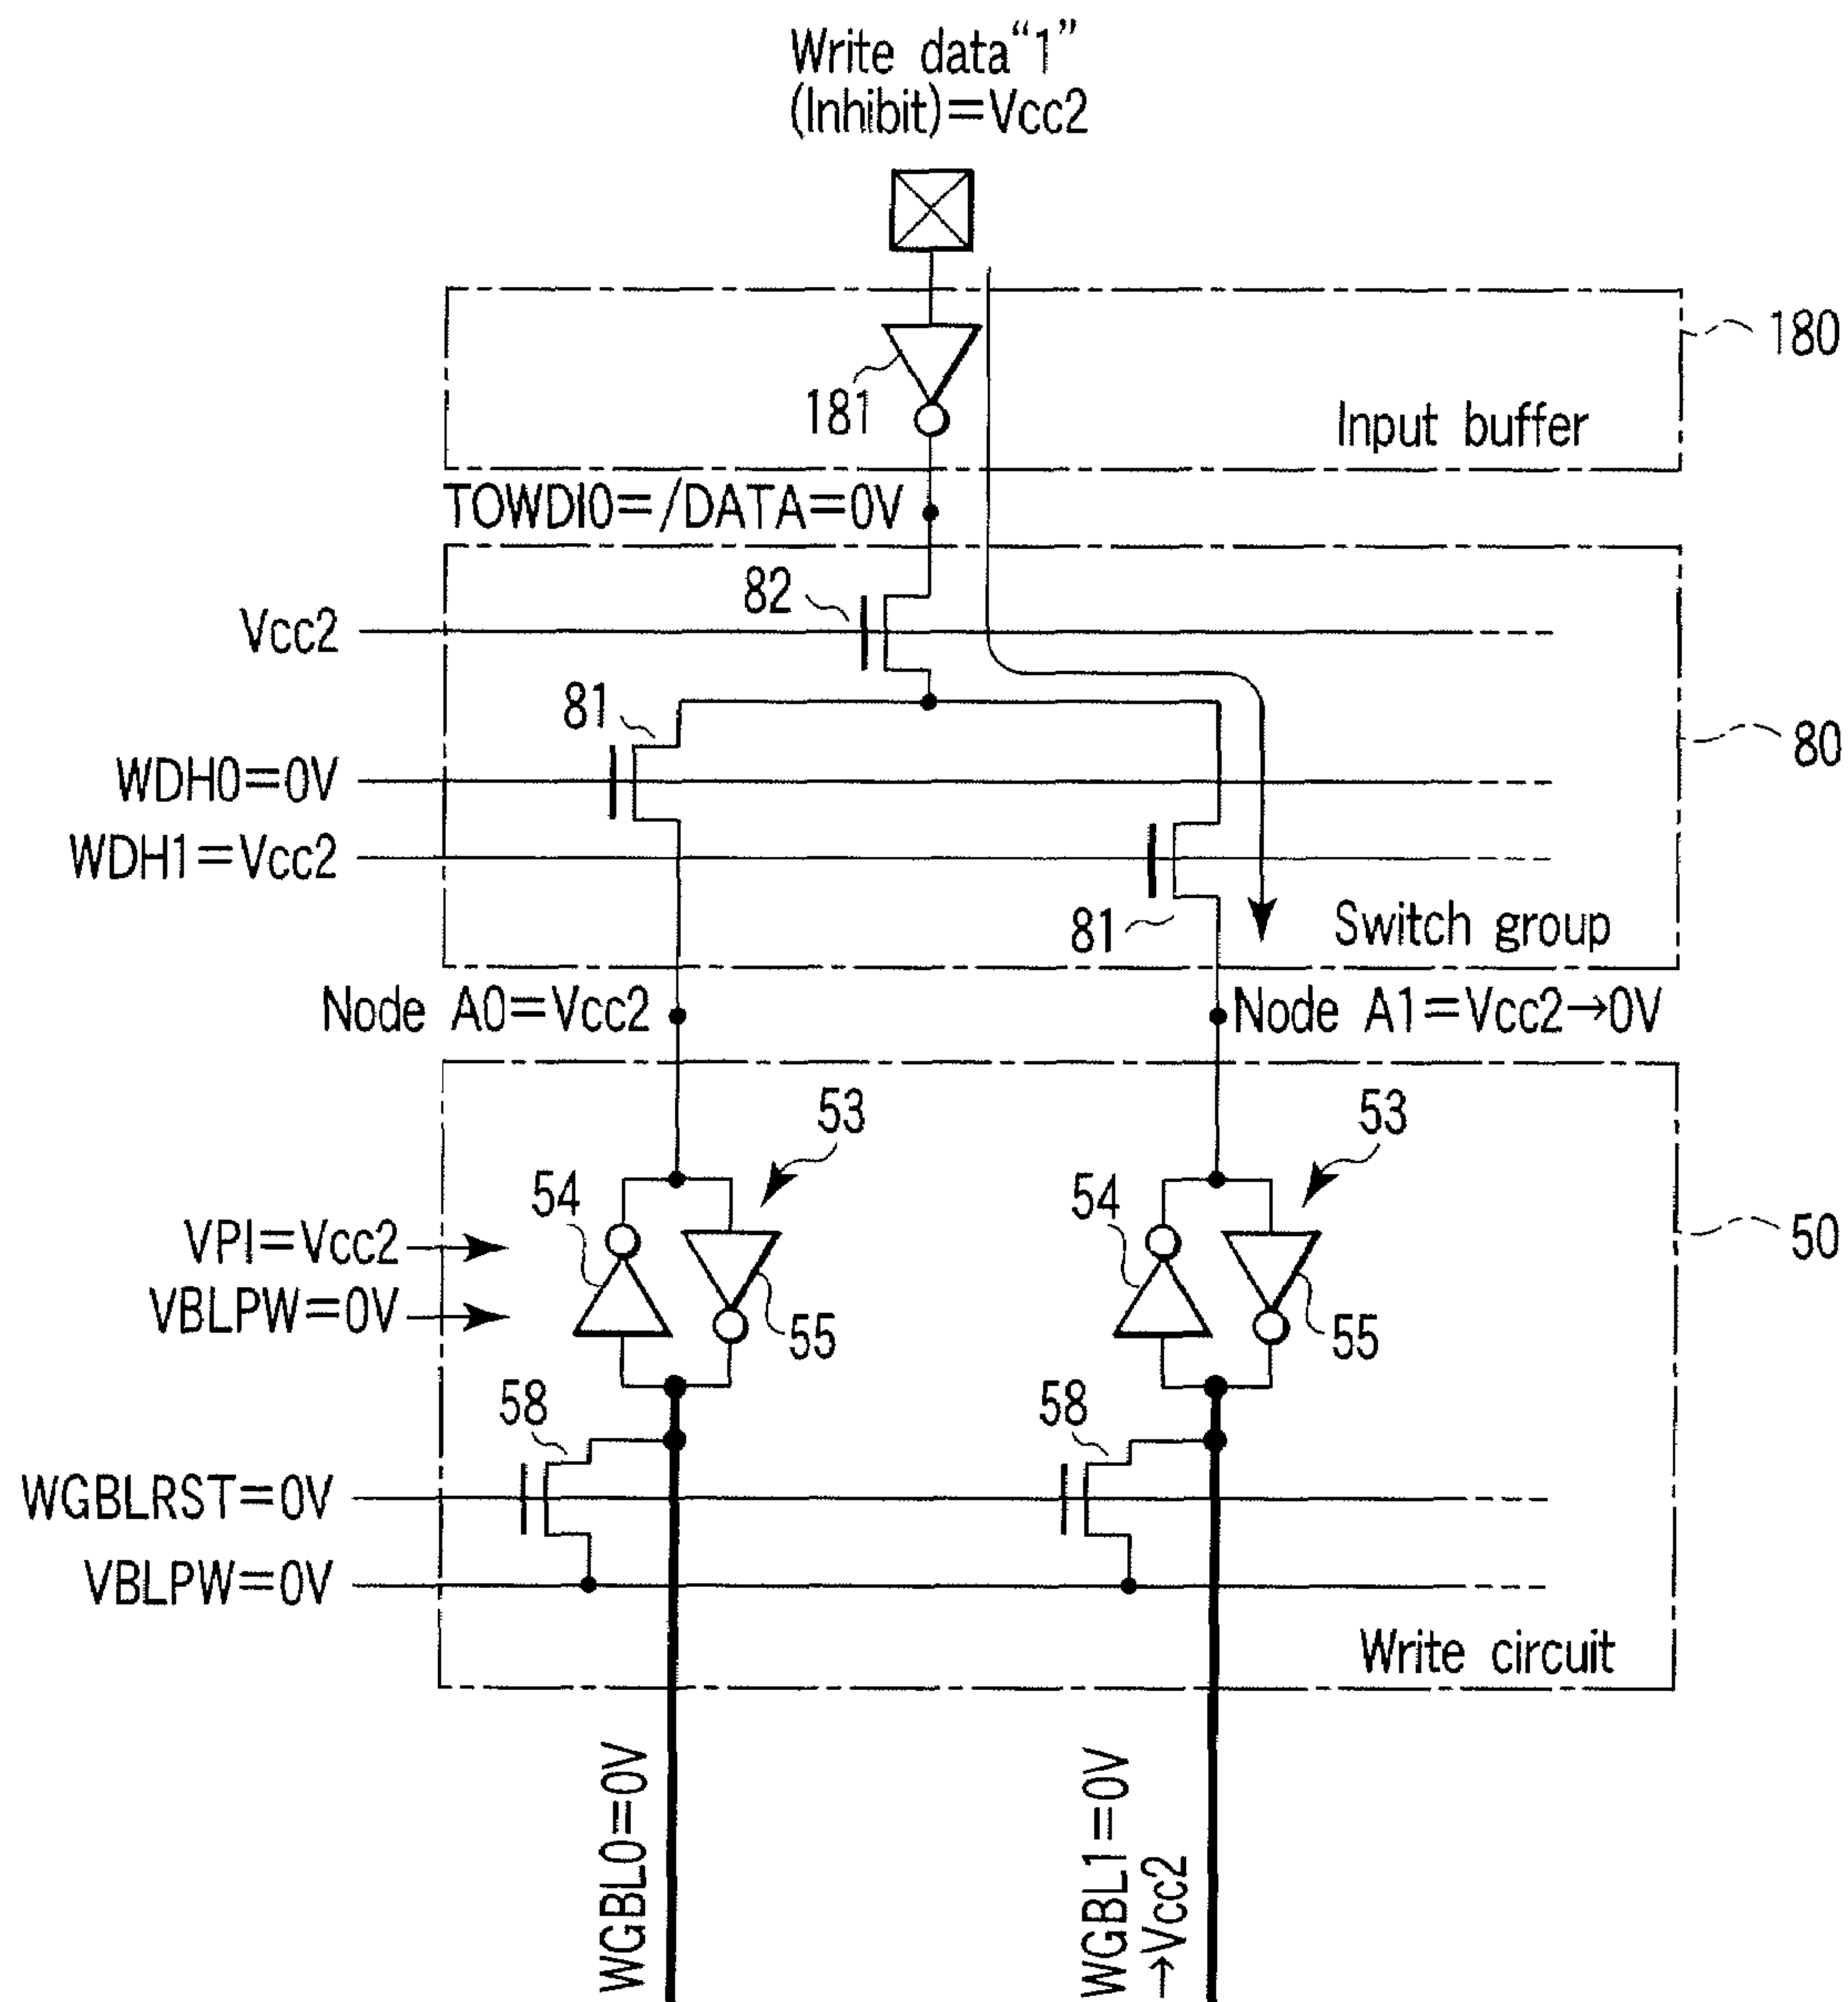 Write data“1”
(Inhibit)=Vcc2
180
181
Input buffer
TOWDI0=/DATA=0V
82
Vcc2
81
80
WDH0=0V
WDH1=Vcc2
81
Switch group
Node A0=Vcc2
Node A1=Vcc2→0V
53
53
54
54
50
VPI=Vcc2
VBLPW=0V
55
55
58
58
WGBLRST=0V
VBLPW=0V
Write circuit
WGBL0=0V
WGBL1=0V
→Vcc2